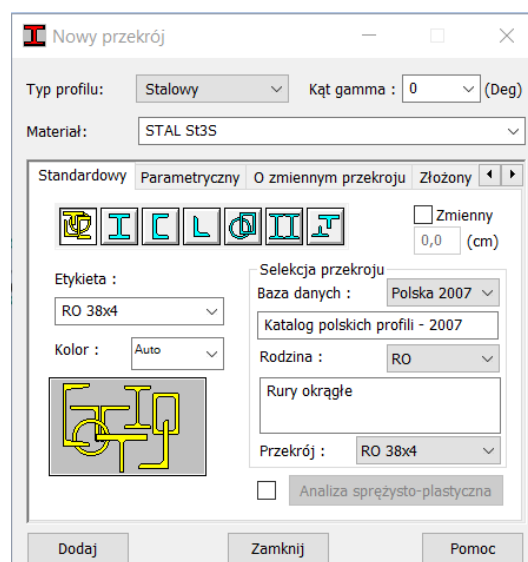 Nowy przekrój
Typ profilu: Stalowy Kąt gamma : 0 (Deg)
Materiał: STAL St3S
Standardowy Parametryczny O zmiennym przekroju Złożony
Zmienny
0,0 (cm)
Etykieta :
RO 38x4
Kolor : Auto
Selekcja przekroju
Baza danych : Polska 2007
Katalog polskich profili - 2007
Rodzina : RO
Rury okrągłe
Przekrój : RO 38x4
Analiza sprężysto-plastyczna
Dodaj Zamknij Pomoc